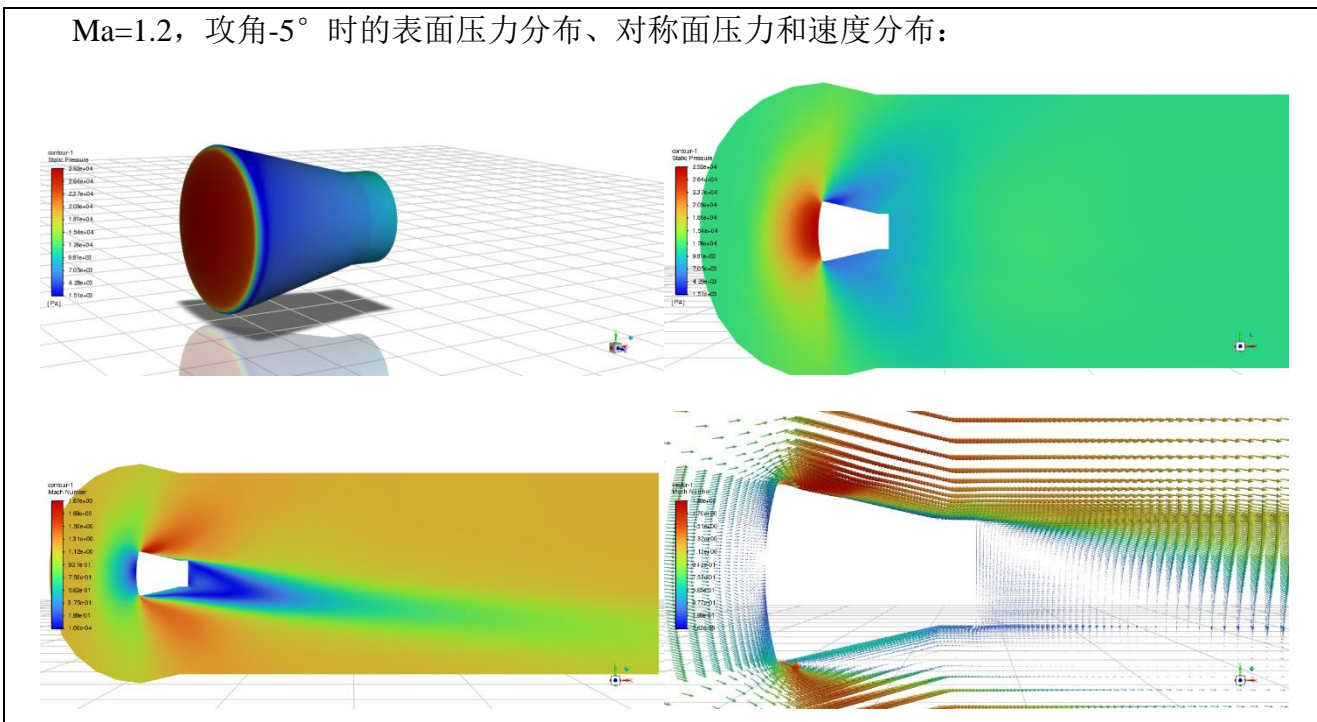 Ma=1.2，攻角-5°时的表面压力分布、对称面压力和速度分布：
contour-1
Static Pressure
2.92e+04
2.64e+04
2.37e+04
2.09e+04
1.81e+04
1.54e+04
1.26e+04
9.81e+03
7.05e+03
4.28e+03
1.51e+03
[ Pa ]
contour-1
Static Pressure
2.92e+04
2.64e+04
2.37e+04
2.09e+04
1.81e+04
1.54e+04
1.26e+04
9.81e+03
7.05e+03
4.28e+03
1.51e+03
[ Pa ]
contour-1
Mach Number
1.87e+00
1.69e+00
1.50e+00
1.31e+00
1.12e+00
9.37e-01
7.50e-01
5.62e-01
3.75e-01
1.88e-01
Mach Number